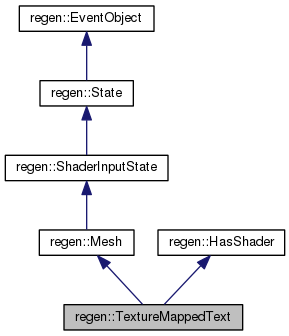 regen::EventObject
regen::State
regen::ShaderInputState
regen::Mesh
regen::HasShader
regen::TextureMappedText